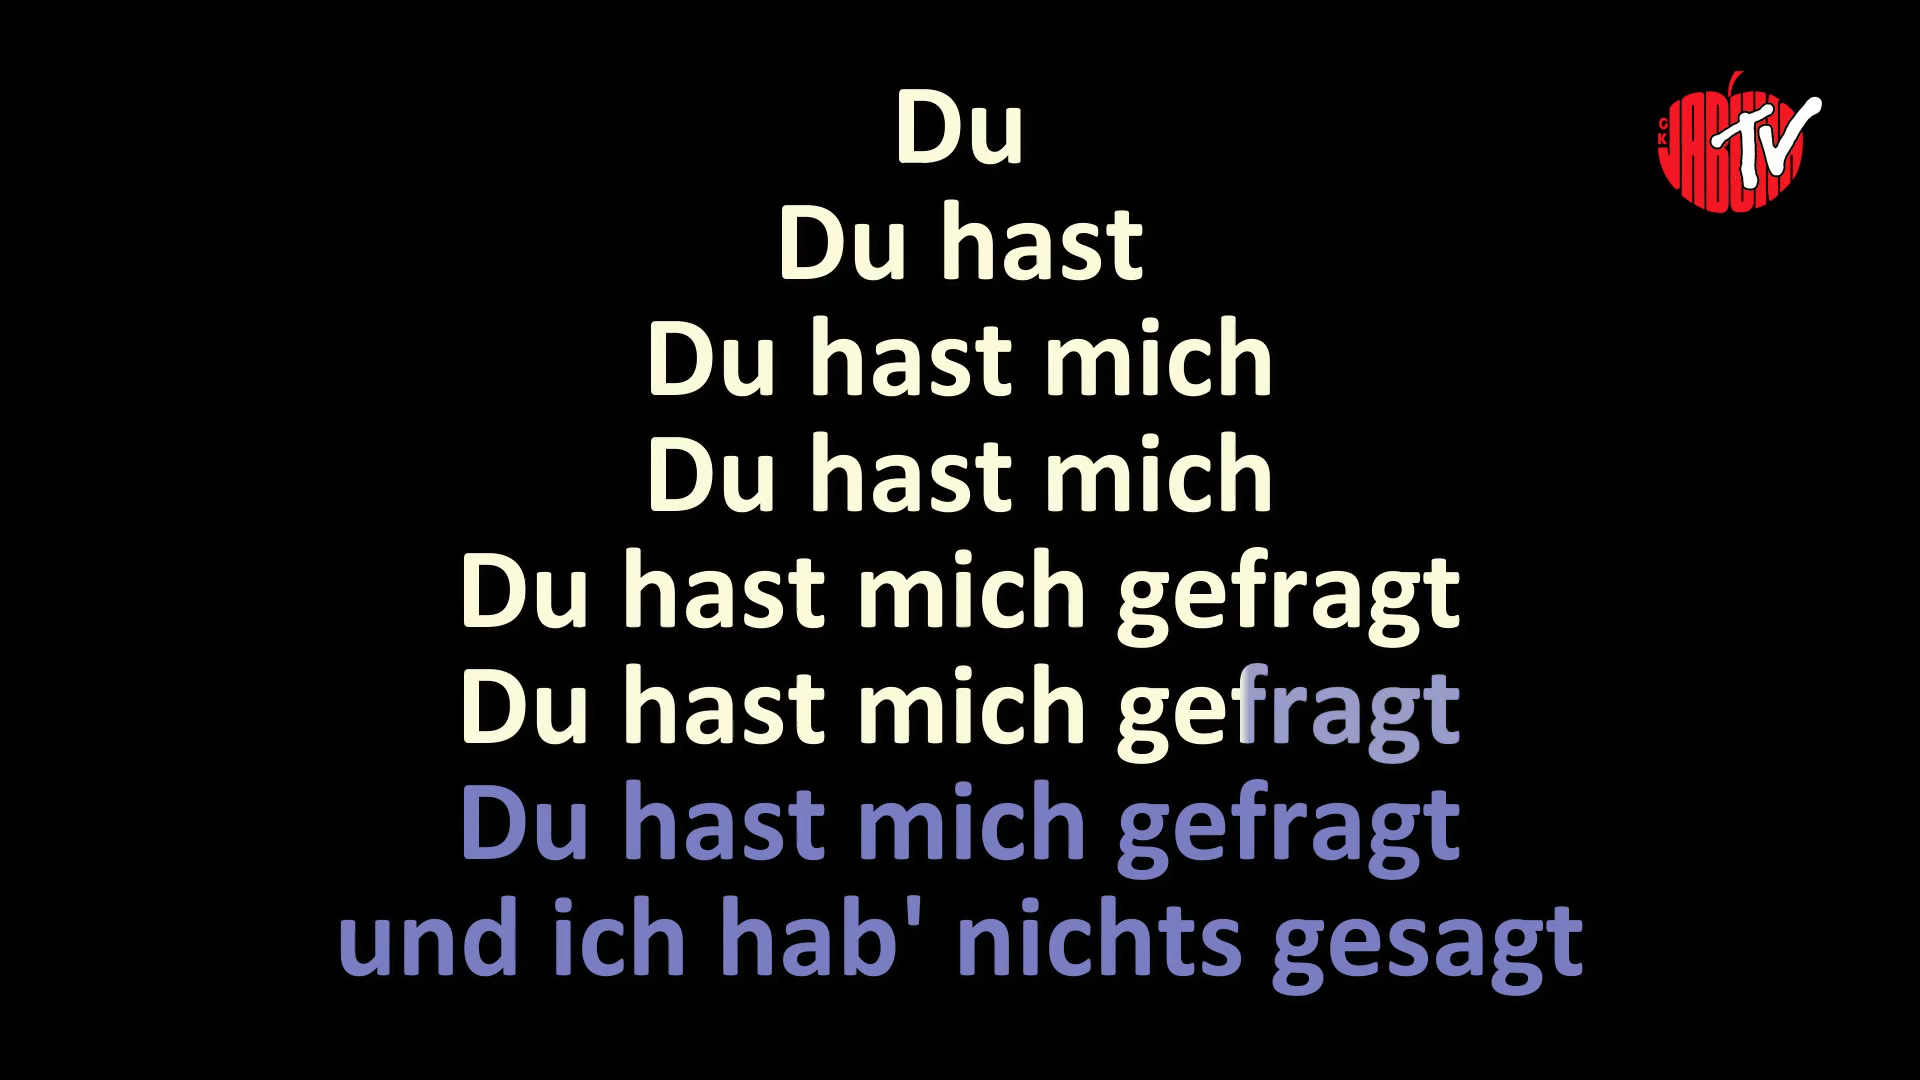 Du
Du hast
Du hast mich
Du hast mich
Du hast mich gefragt
Du hast mich gefragt
Du hast mich gefragt
und ich hab' nichts gesagt
TV